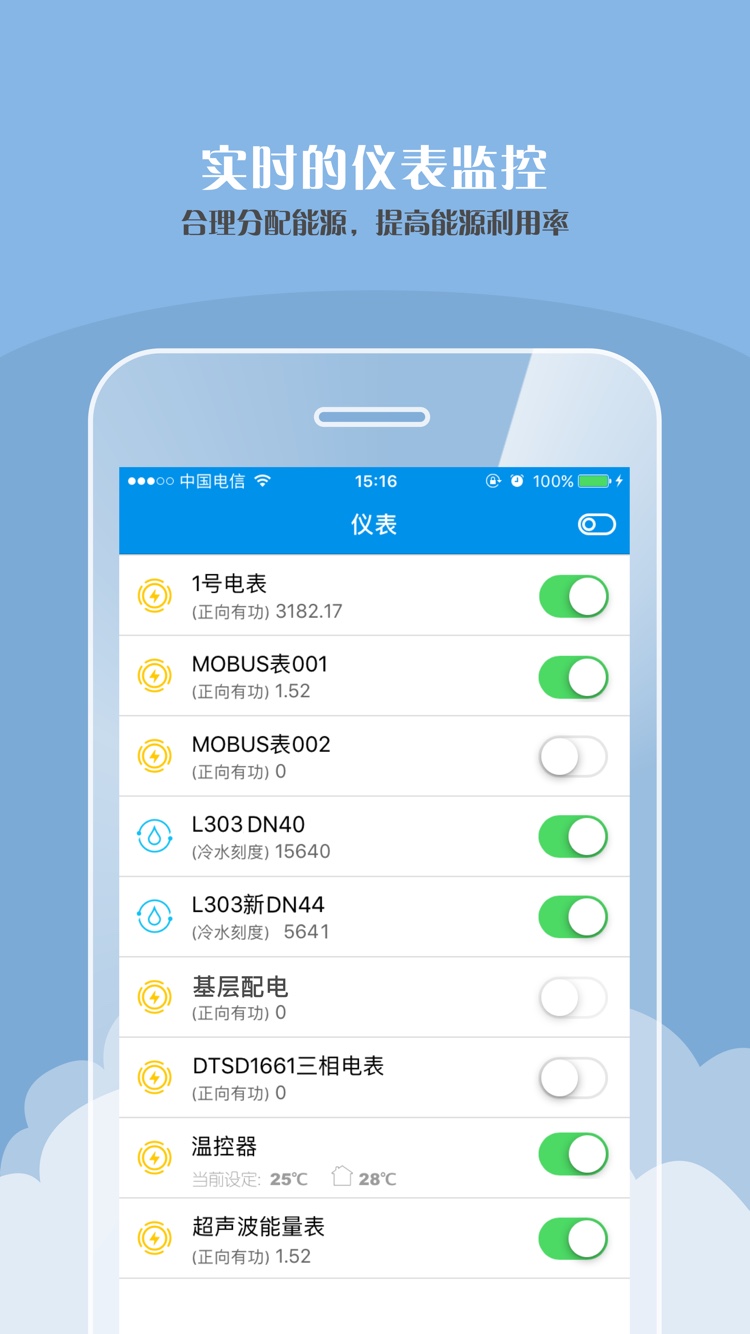 实时的仪表监控
合理分配能源，提高能源利用率
中国电信 15:16 100%
仪表
1号电表
(正向有功) 3182.17
MOBUS表001
(正向有功) 1.52
MOBUS表002
(正向有功) 0
L303 DN40
(冷水刻度) 15640
L303新DN44
(冷水刻度) 5641
基层配电
(正向有功) 0
DTSD1661三相电表
(正向有功) 0
温控器
当前设定: 25℃ 28℃
超声波能量表
(正向有功) 1.52